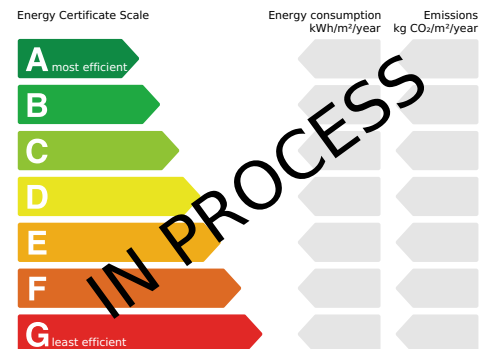 Energy Certificate Scale
Energy consumption
kWh/m²/year
Emissions
kg CO₂/m²/year
A most efficient
B
C
D
E
F
G least efficient
IN PROCESS